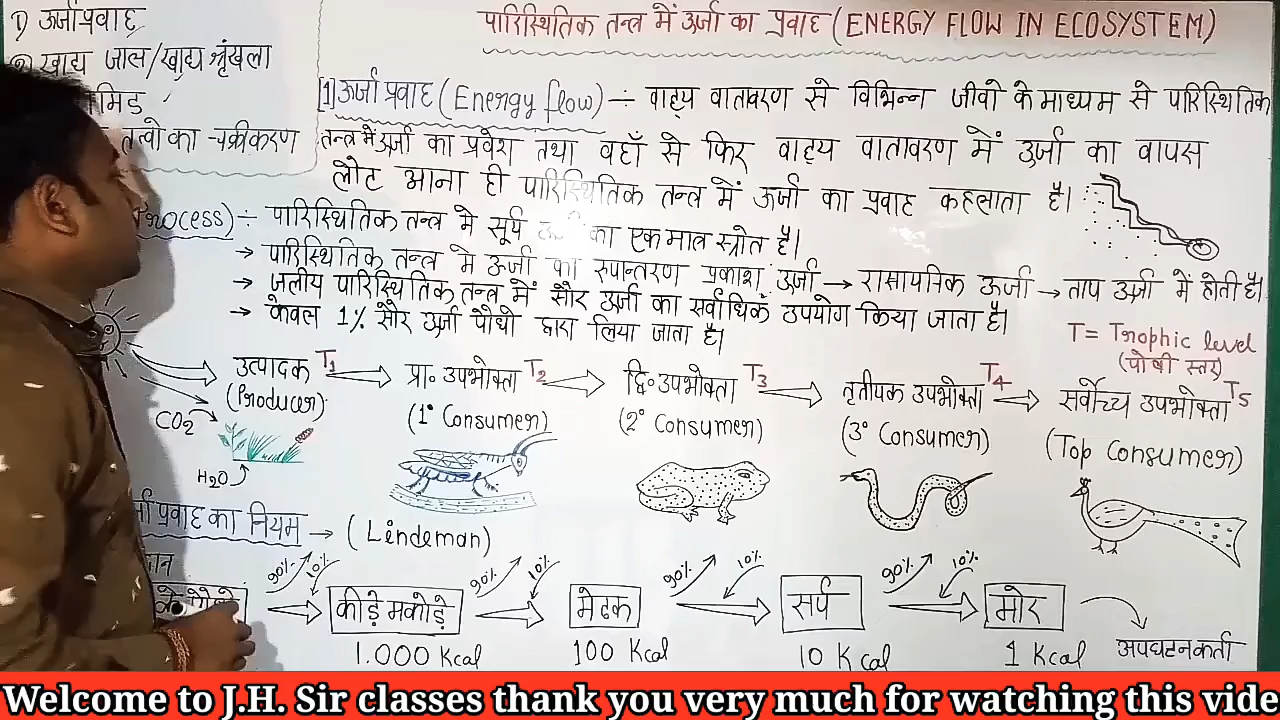 पारिस्थितिक तन्त्र में ऊर्जा का प्रवाह (ENERGY FLOW IN ECOSYSTEM)
1) ऊर्जा प्रवाह
खाद्य जाल/खाद्य श्रृंखला
मिड
तत्वो का चक्रीकरण
[1] ऊर्जा प्रवाह (Energy flow) ÷ वाह्य वातावरण से विभिन्न जीवो के माध्यम से पारिस्थितिक
तन्त्र में ऊर्जा का प्रवेश तथा वहाँ से फिर वाह्य वातावरण में ऊर्जा का वापस
लौट आना ही पारिस्थितिक तन्त्र में ऊर्जा का प्रवाह कहलाता है।
Process) ÷ पारिस्थितिक तन्त्र मे सूर्य का एक मात्र स्त्रोत है।
→ पारिस्थितिक तन्त्र मे ऊर्जा का रूपान्तरण प्रकाश ऊर्जा → रासायनिक ऊर्जा → ताप ऊर्जा में होती है।
→ जलीय पारिस्थितिक तन्त्र में सौर ऊर्जा का सर्वाधिक उपयोग किया जाता है।
→ केवल 1% सौर ऊर्जा पौधो द्वारा लिया जाता है।
T = Trophic level
(पोषी स्तर)
उत्पादक T1 प्रा॰ उपभोक्ता T2 द्वि॰ उपभोक्ता T3 तृतीयक उपभोक्ता T4 सर्वोच्च उपभोक्ता T5
(Producer) (1° Consumer) (2° Consumer) (3° Consumer) (Top Consumer)
CO2
H2O
प्रवाह का नियम → (Lindeman)
90% 10% 90% 10% 90% 10% 90% 10%
कीड़े मकोड़े मेढक सर्प मोर
1.000 Kcal 100 Kcal 10 Kcal 1 Kcal अपघटनकर्ता
Welcome to J.H. Sir classes thank you very much for watching this vide